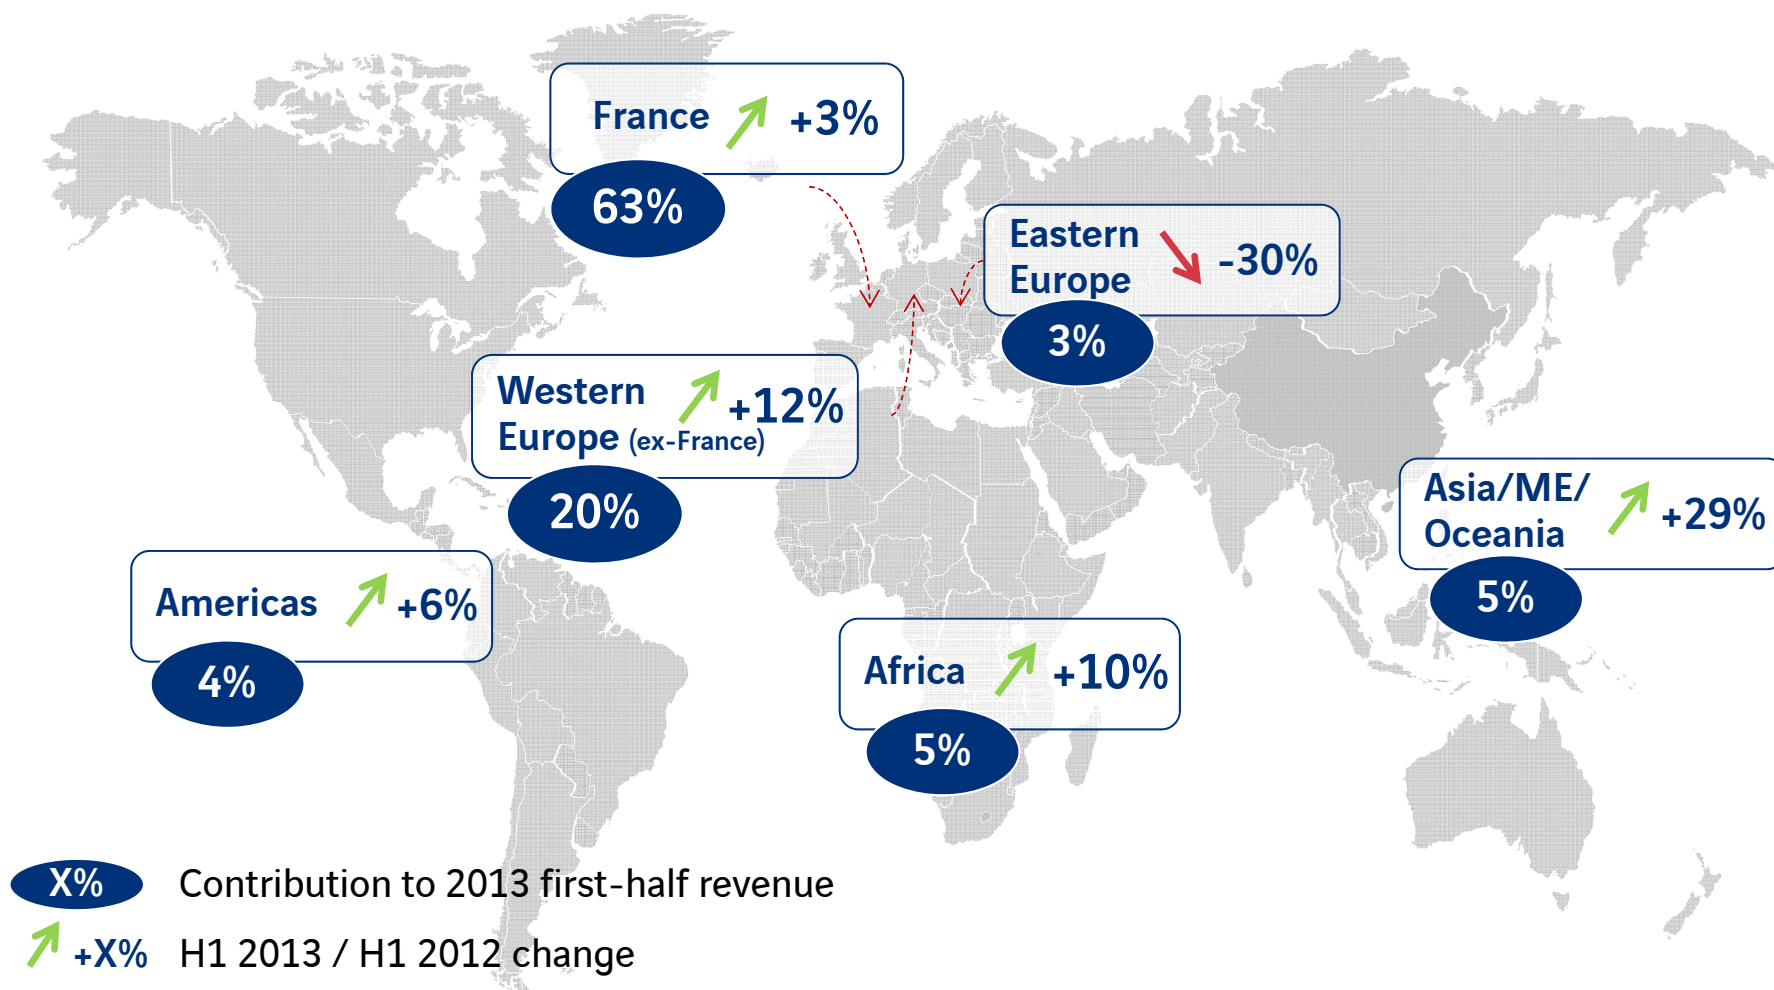 France +3%
63%
Eastern
Europe
-30%
3%
Western
Europe (ex-France)
+12%
20%
Asia/ME/
Oceania
+29%
5%
Americas +6%
4%
Africa +10%
5%
X% Contribution to 2013 first-half revenue
+X% H1 2013 / H1 2012 change